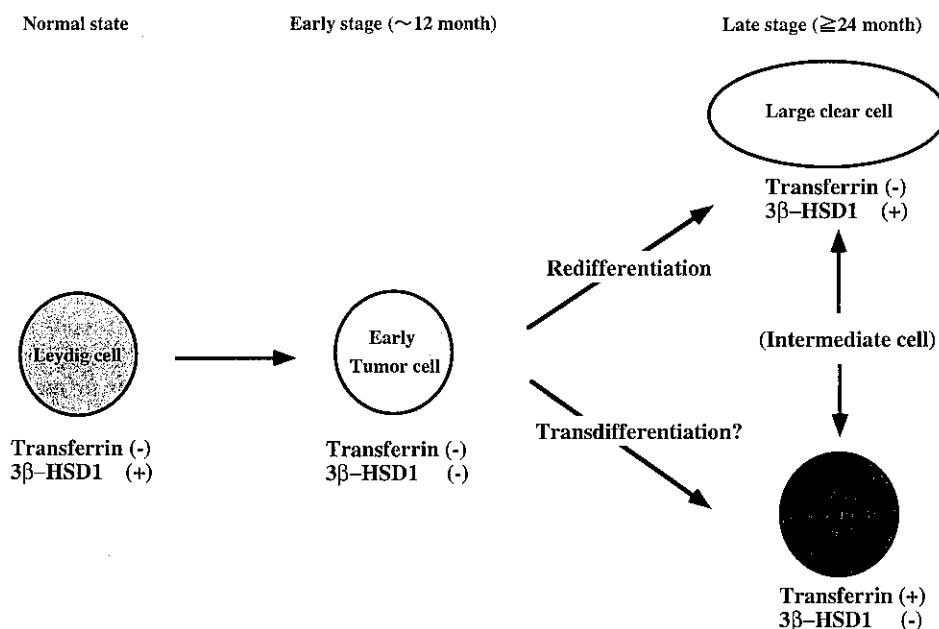 Normal state
Early stage (~12 month)
Late stage (≧24 month)
Large clear cell
Transferrin (-)
3β–HSD1 (+)
Redifferentiation
Leydig cell
Early
Tumor cell
(Intermediate cell)
Transferrin (-)
3β–HSD1 (+)
Transferrin (-)
3β–HSD1 (-)
Transdifferentiation?
Transferrin (+)
3β–HSD1 (-)